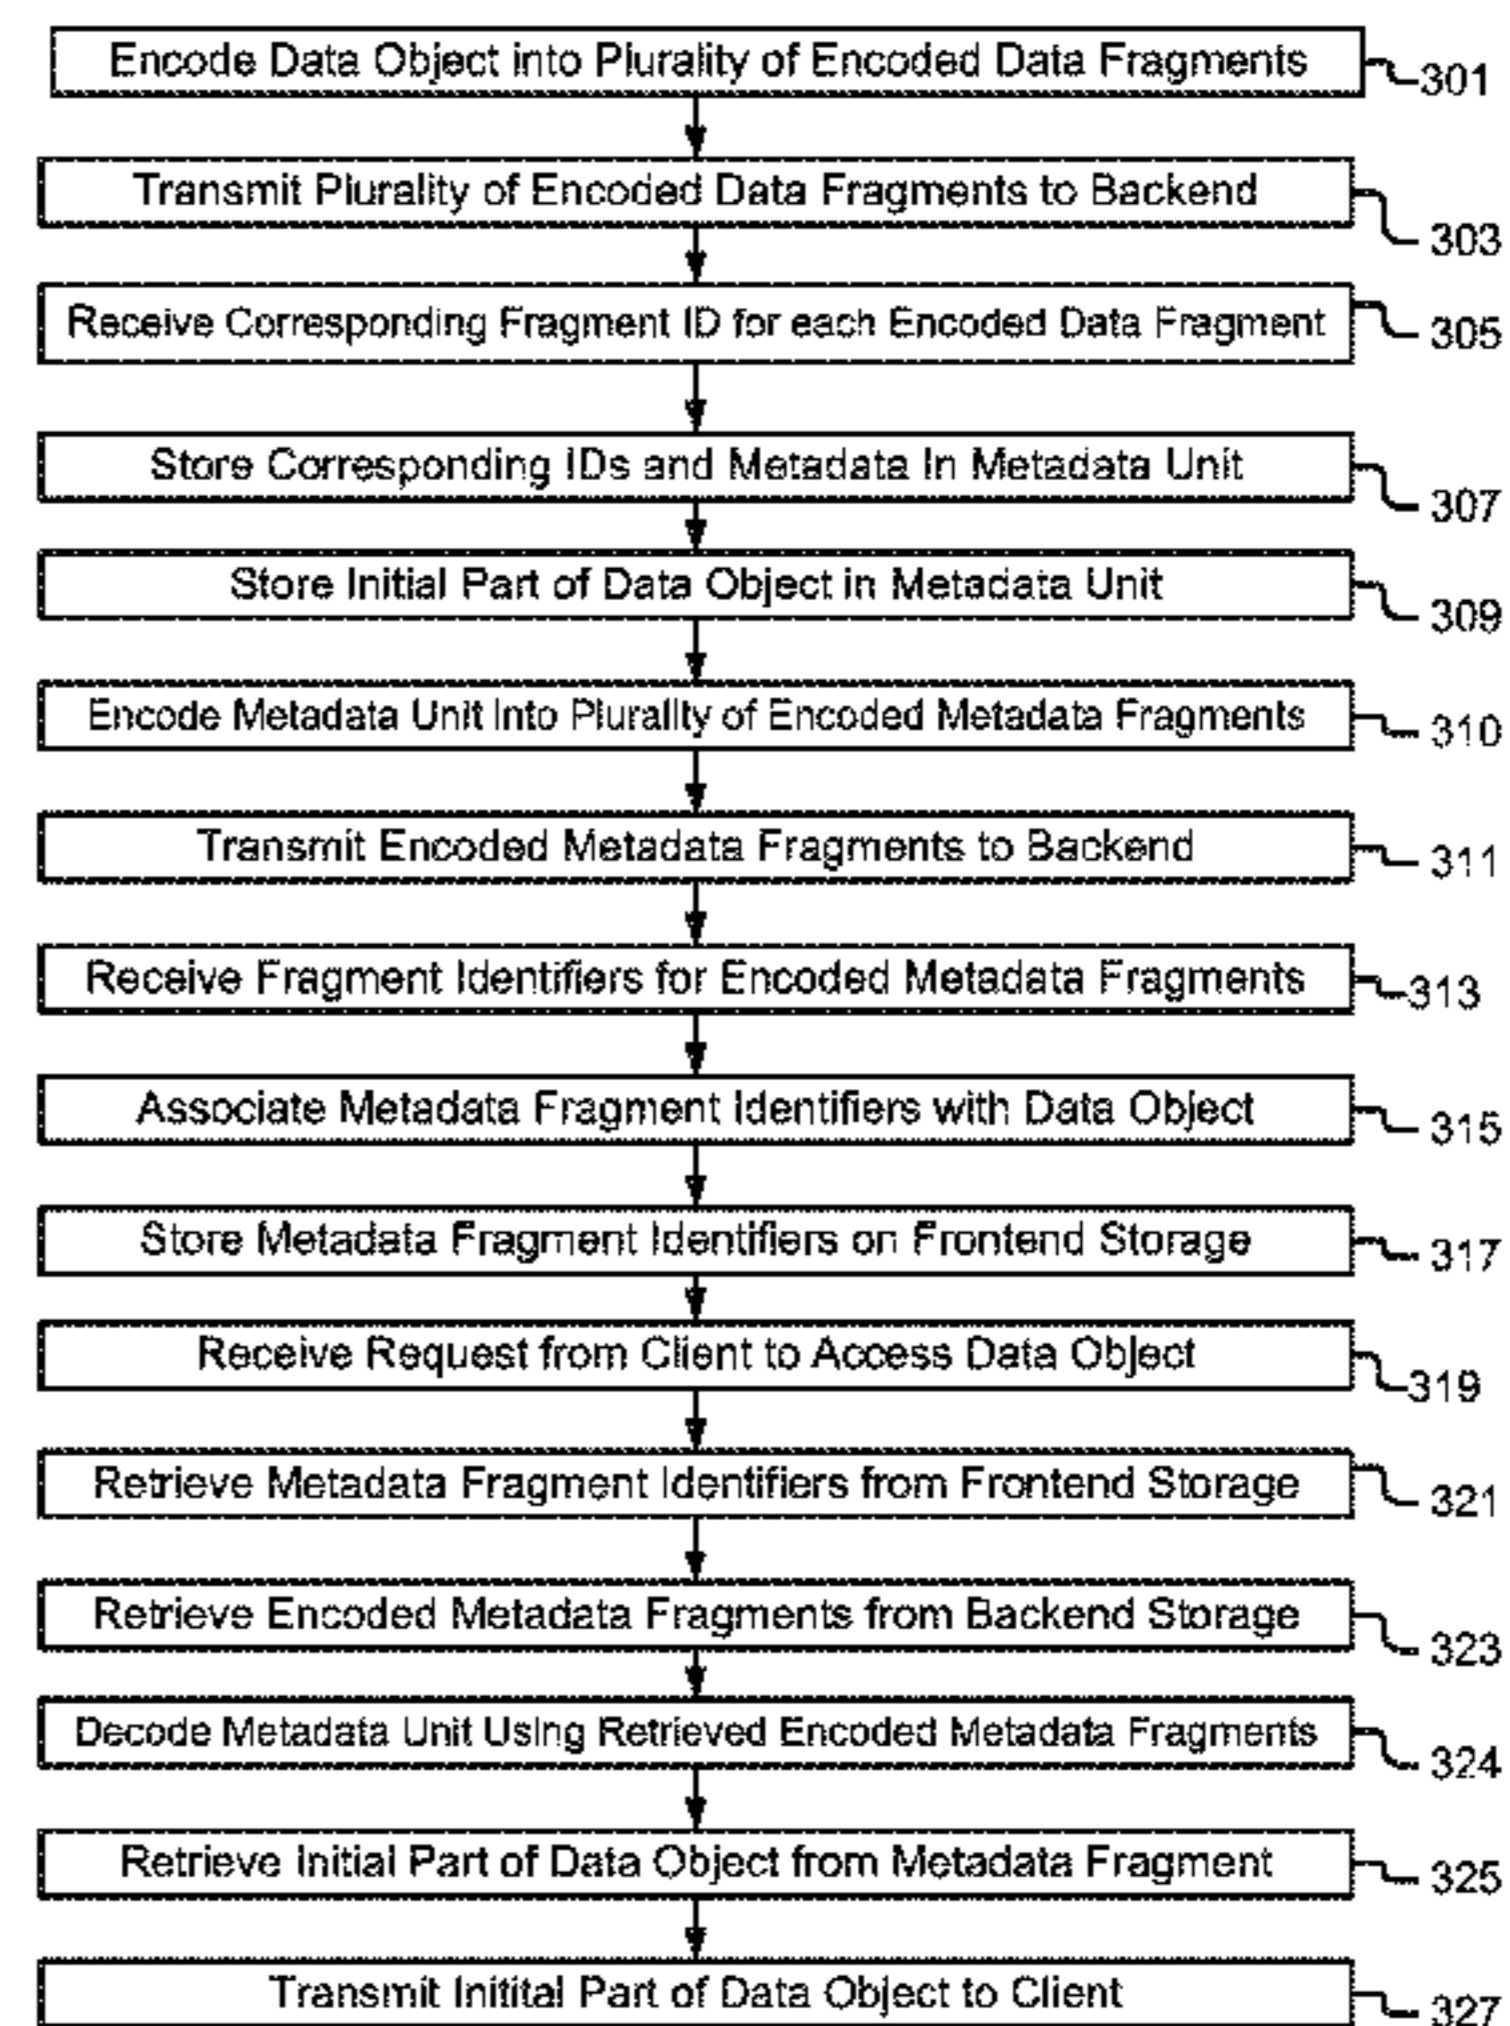 Encode Data Object into Plurality of Encoded Data Fragments
301
Transmit Plurality of Encoded Data Fragments to Backend
303
Receive Corresponding Fragment ID for each Encoded Data Fragment
305
Store Corresponding IDs and Metadata In Metadata Unit
307
Store Initial Part of Data Object in Metadata Unit
309
Encode Metadata Unit Into Plurality of Encoded Metadata Fragments
310
Transmit Encoded Metadata Fragments to Backend
311
Receive Fragment Identifiers for Encoded Metadata Fragments
313
Associate Metadata Fragment Identifiers with Data Object
315
Store Metadata Fragment Identifiers on Frontend Storage
317
Receive Request from Client to Access Data Object
319
Retrieve Metadata Fragment Identifiers from Frontend Storage
321
Retrieve Encoded Metadata Fragments from Backend Storage
323
Decode Metadata Unit Using Retrieved Encoded Metadata Fragments
324
Retrieve Initial Part of Data Object from Metadata Fragment
325
Transmit Initital Part of Data Object to Client
327